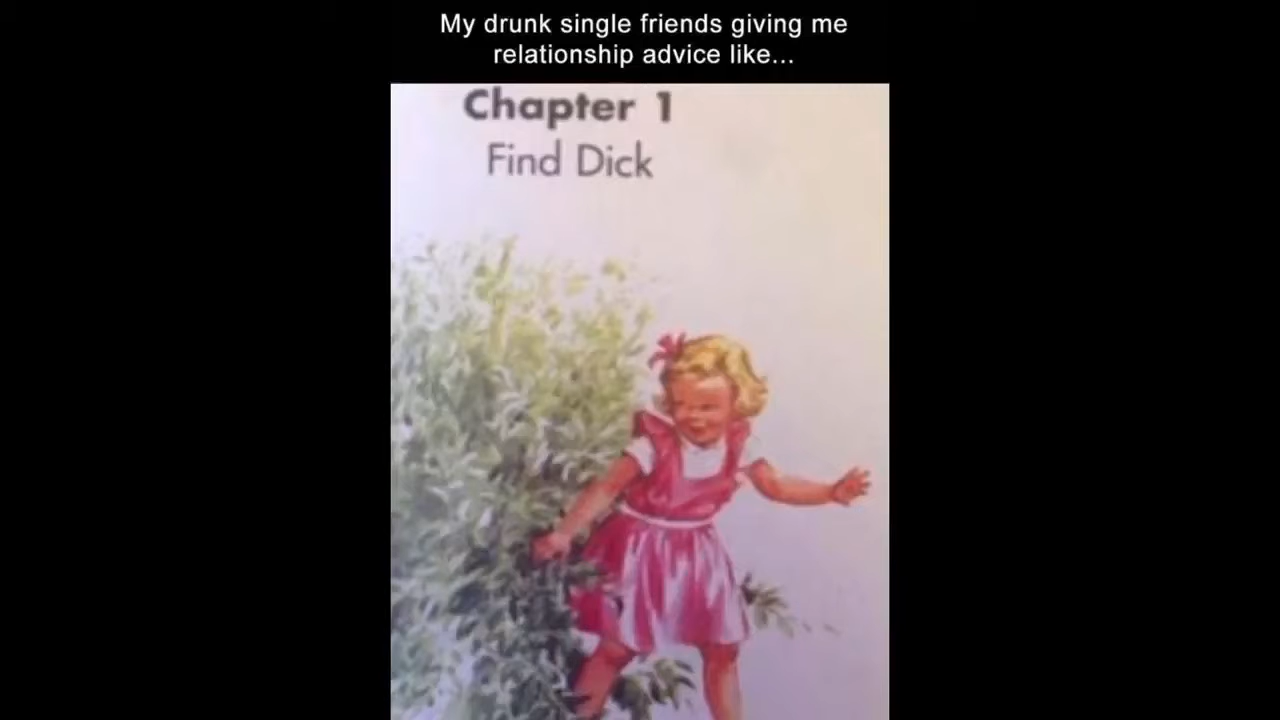 My drunk single friends giving me
relationship advice like...
Chapter 1
Find Dick